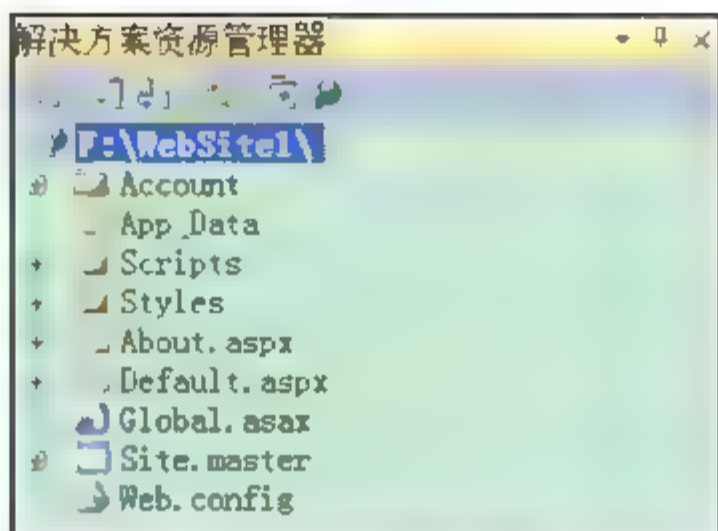 解决方案资源管理器
F:\WebSite1\
Account
App_Data
Scripts
Styles
About.aspx
Default.aspx
Global.asax
Site.master
Web.config